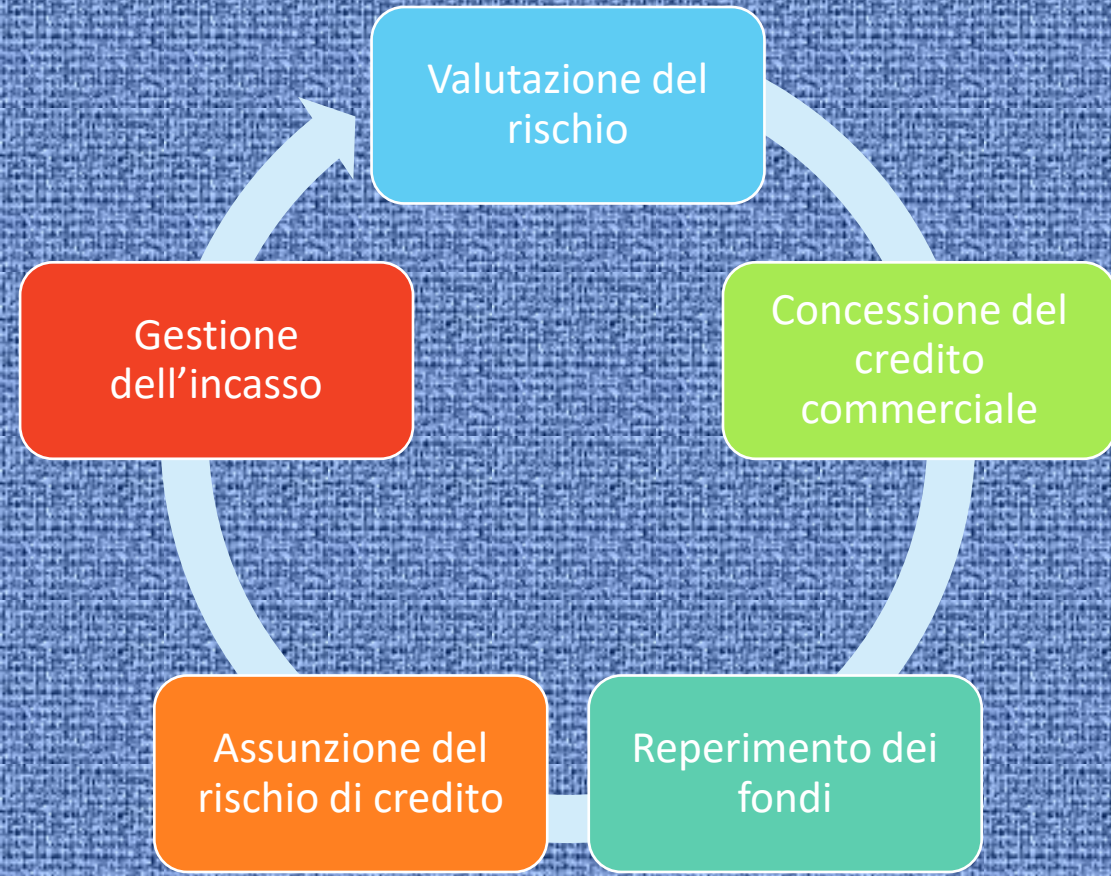 Valutazione del
rischio
Concessione del
credito
commerciale
Reperimento dei
fondi
Assunzione del
rischio di credito
Gestione
dell’incasso